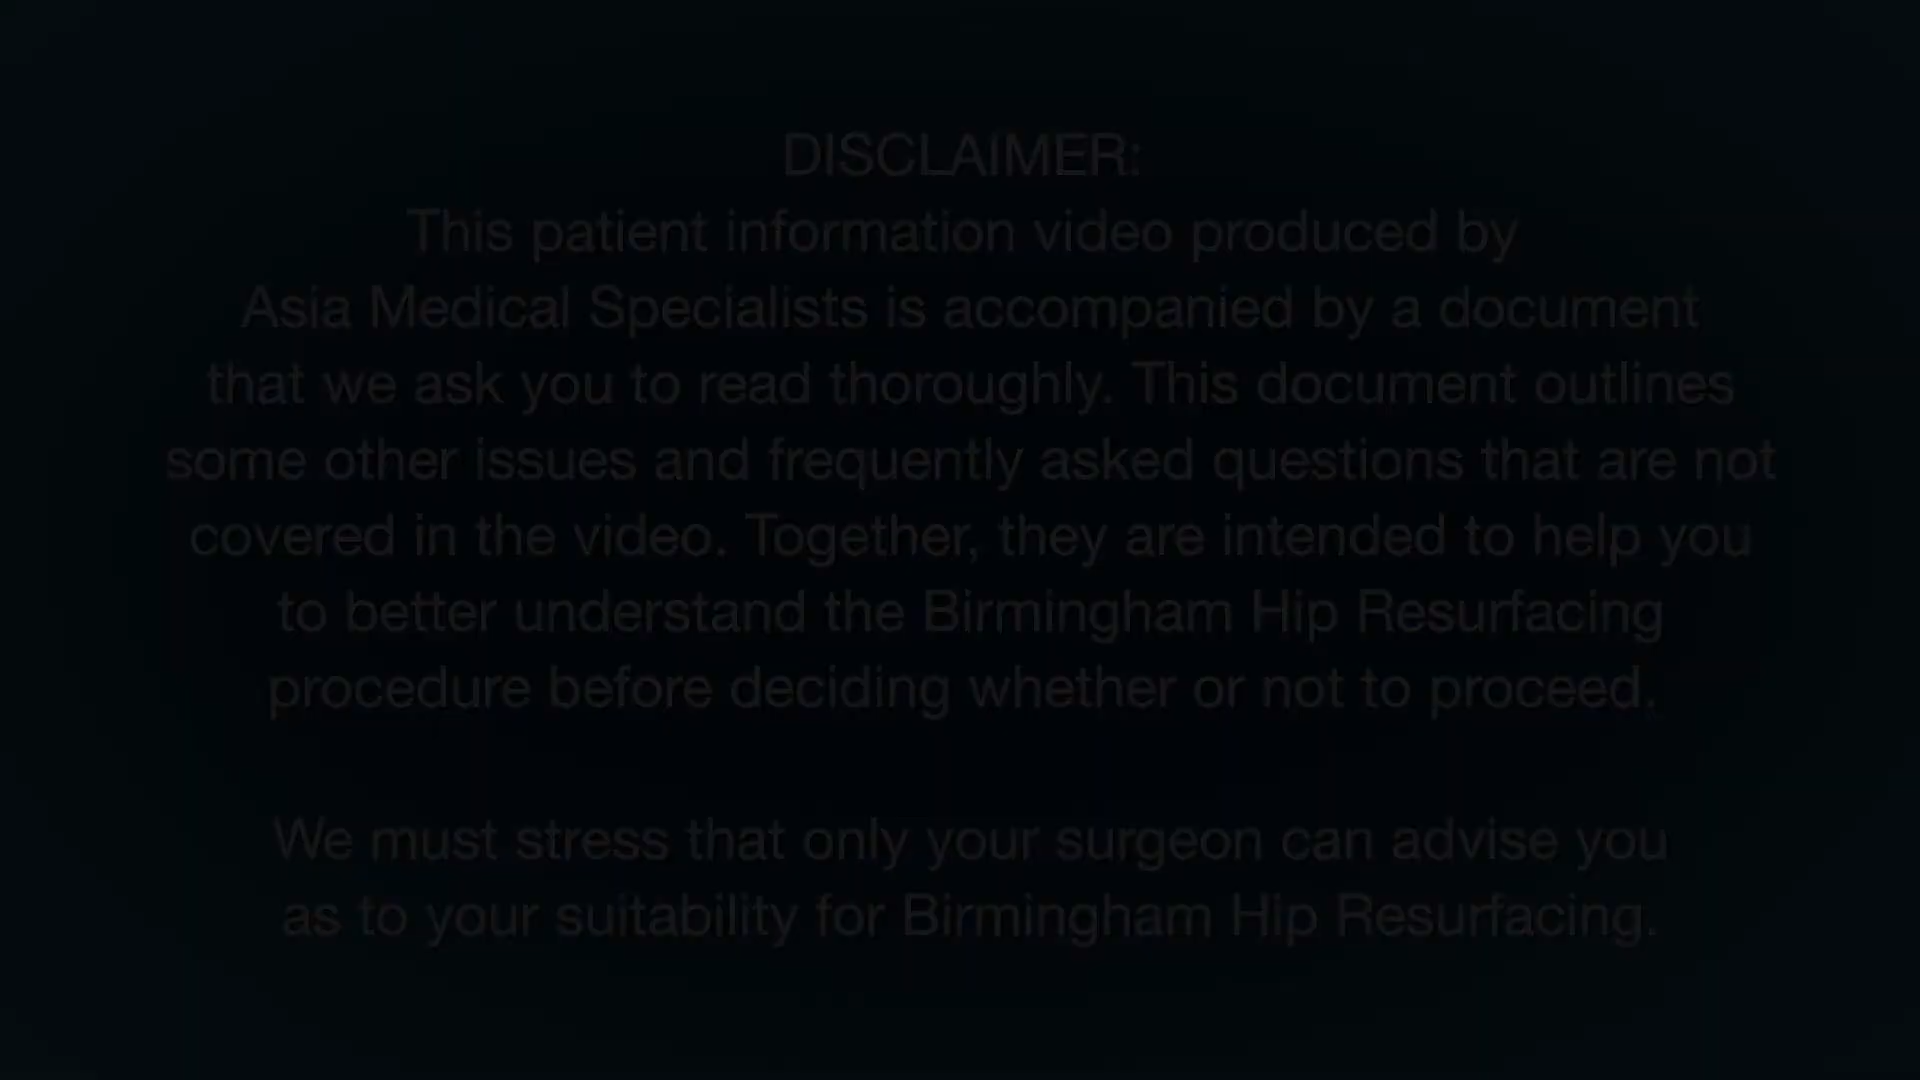 DISCLAIMER:
This patient information video produced by
Asia Medical Specialists is accompanied by a document
that we ask you to read thoroughly. This document outlines
some other issues and frequently asked questions that are not
covered in the video. Together, they are intended to help you
to better understand the Birmingham Hip Resurfacing
procedure before deciding whether or not to proceed.
We must stress that only your surgeon can advise you
as to your suitability for Birmingham Hip Resurfacing.